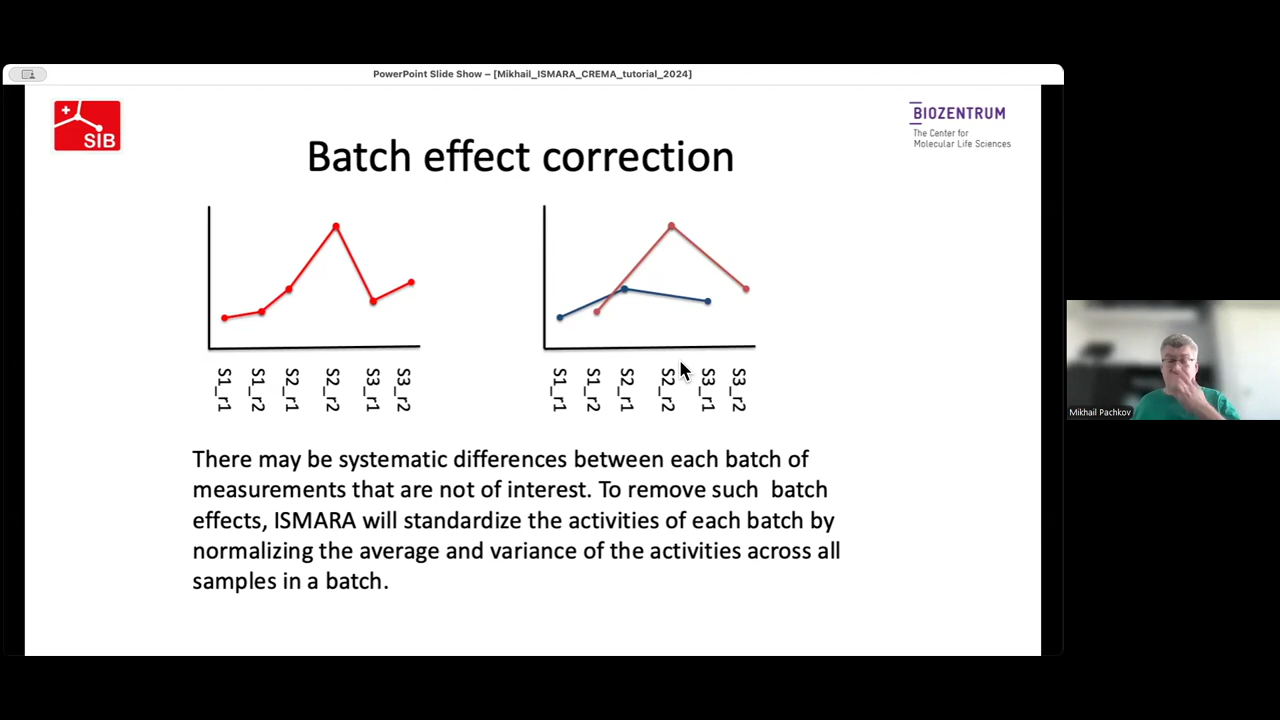 PowerPoint Slide Show – [Mikhail_ISMARA_CREMA_tutorial_2024]
SIB
BIOZENTRUM
The Center for
Molecular Life Sciences
Batch effect correction
S1_r1
S1_r2
S2_r1
S2_r2
S3_r1
S3_r2
S1_r1
S1_r2
S2_r1
S2_r2
S3_r1
S3_r2
There may be systematic differences between each batch of
measurements that are not of interest. To remove such batch
effects, ISMARA will standardize the activities of each batch by
normalizing the average and variance of the activities across all
samples in a batch.
Mikhail Pachkov